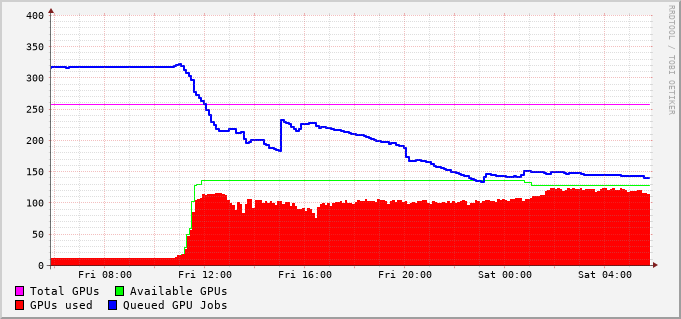 400
350
300
250
200
150
100
50
0
Fri 08:00 Fri 12:00 Fri 16:00 Fri 20:00 Sat 00:00 Sat 04:00
Total GPUs Available GPUs
GPUs used Queued GPU Jobs
RRDTOOL / TOBI OETIKER